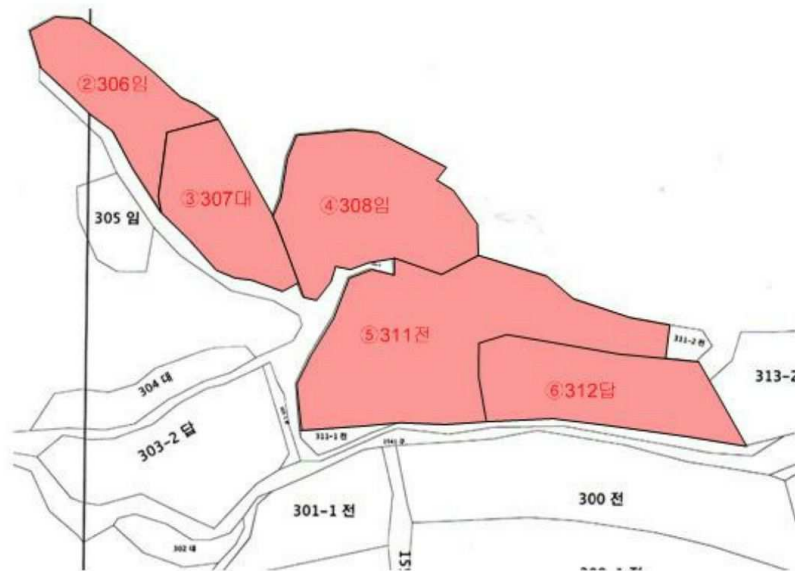 ②306임
③307대
④308임
305 임
⑤311전
311-2 전
304 대
⑥312답
313-2
303-2 답
311-1 전
301-1 전
300 전
302 대